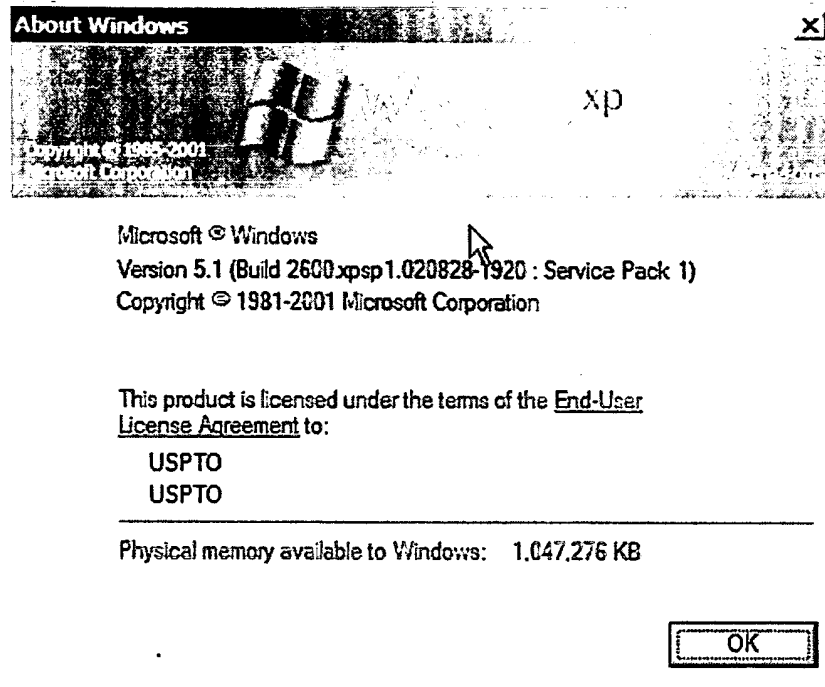 About Windows
xp
Copyright © 1985-2001
Microsoft Corporation
Microsoft ® Windows
Version 5.1 (Build 2600.xpsp1.020828-1920 : Service Pack 1)
Copyright © 1981-2001 Microsoft Corporation
This product is licensed under the terms of the End-User
License Agreement to:
USPTO
USPTO
Physical memory available to Windows: 1,047,276 KB
OK